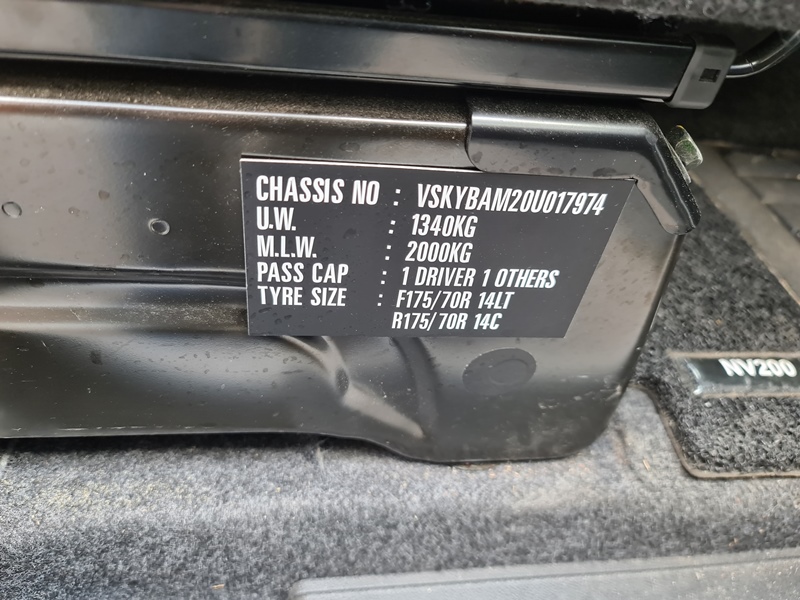 CHASSIS NO : VSKYBAM20U017974
U.W. : 1340KG
M.L.W. : 2000KG
PASS CAP : 1 DRIVER 1 OTHERS
TYRE SIZE : F175/70R 14LT
R175/70R 14C
NV200